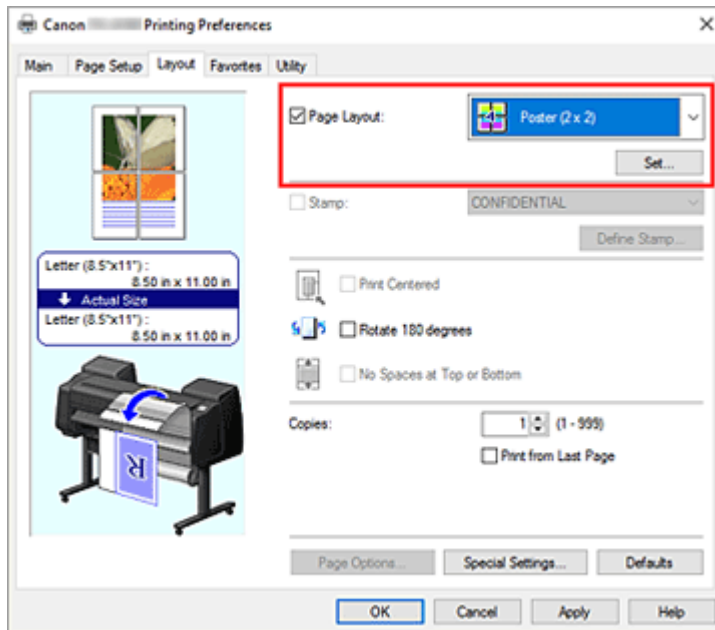 Canon Printing Preferences
Main Page Setup Layout Favortes Utility
Page Layout: Poster (2 x 2)
Set...
Stamp: CONFIDENTIAL
Define Stamp...
Letter (8.5"x11") :
8.50 in x 11.00 in
Actual Size
Letter (8.5"x11") :
8.50 in x 11.00 in
Print Centered
Rotate 180 degrees
No Spaces at Top or Bottom
Copies: 1 (1 - 999)
Print from Last Page
R
Page Options... Special Settings... Defaults
OK Cancel Apply Help